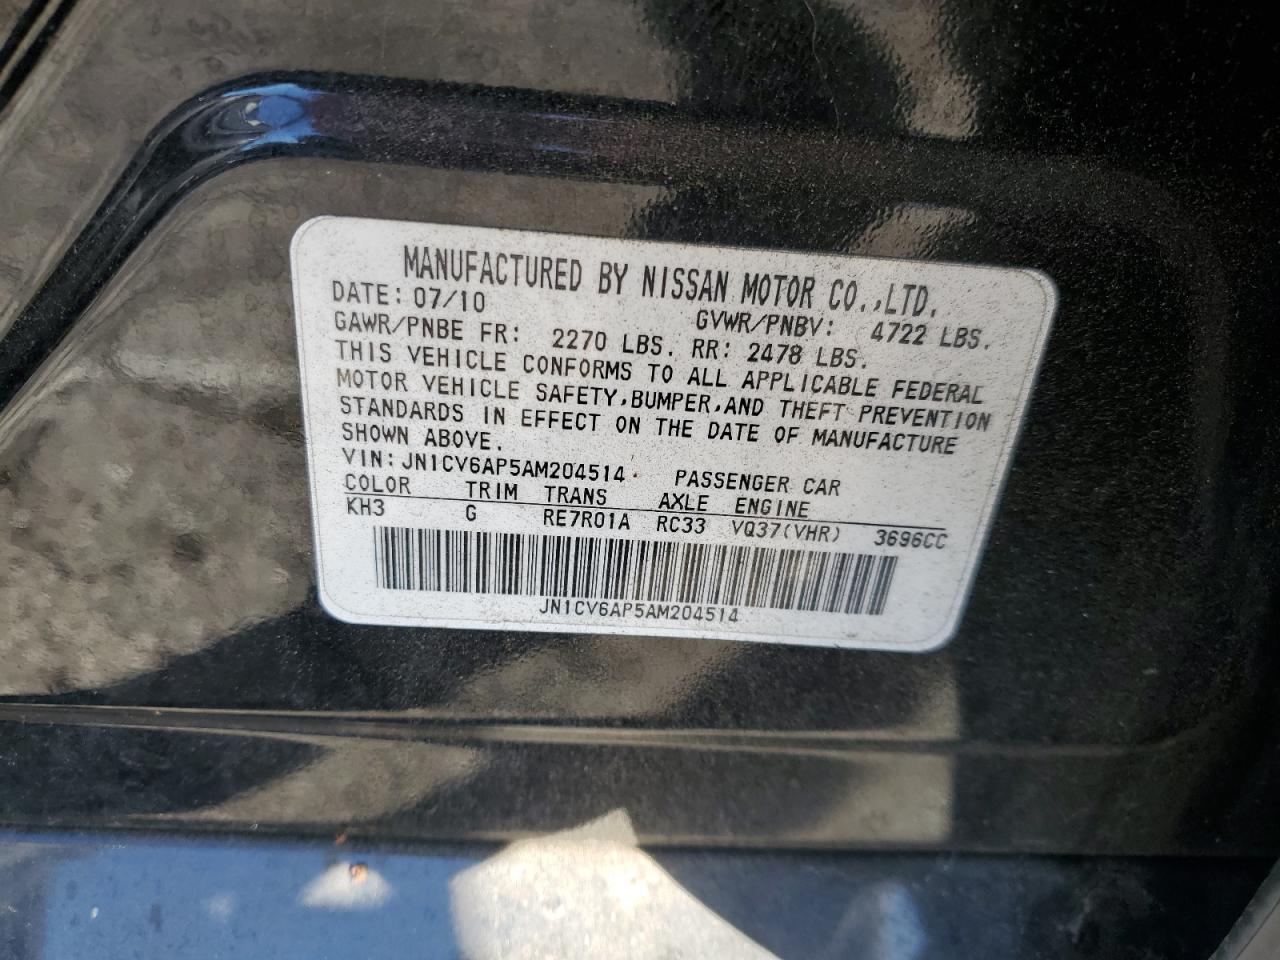 MANUFACTURED BY NISSAN MOTOR CO.,LTD.
DATE: 07/10 GVWR/PNBV: 4722 LBS.
GAWR/PNBE FR: 2270 LBS. RR: 2478 LBS.
THIS VEHICLE CONFORMS TO ALL APPLICABLE FEDERAL
MOTOR VEHICLE SAFETY,BUMPER,AND THEFT PREVENTION
STANDARDS IN EFFECT ON THE DATE OF MANUFACTURE
SHOWN ABOVE.
VIN: JN1CV6AP5AM204514 PASSENGER CAR
COLOR TRIM TRANS AXLE ENGINE
KH3 G RE7R01A RC33 VQ37(VHR) 3696CC
JN1CV6AP5AM204514